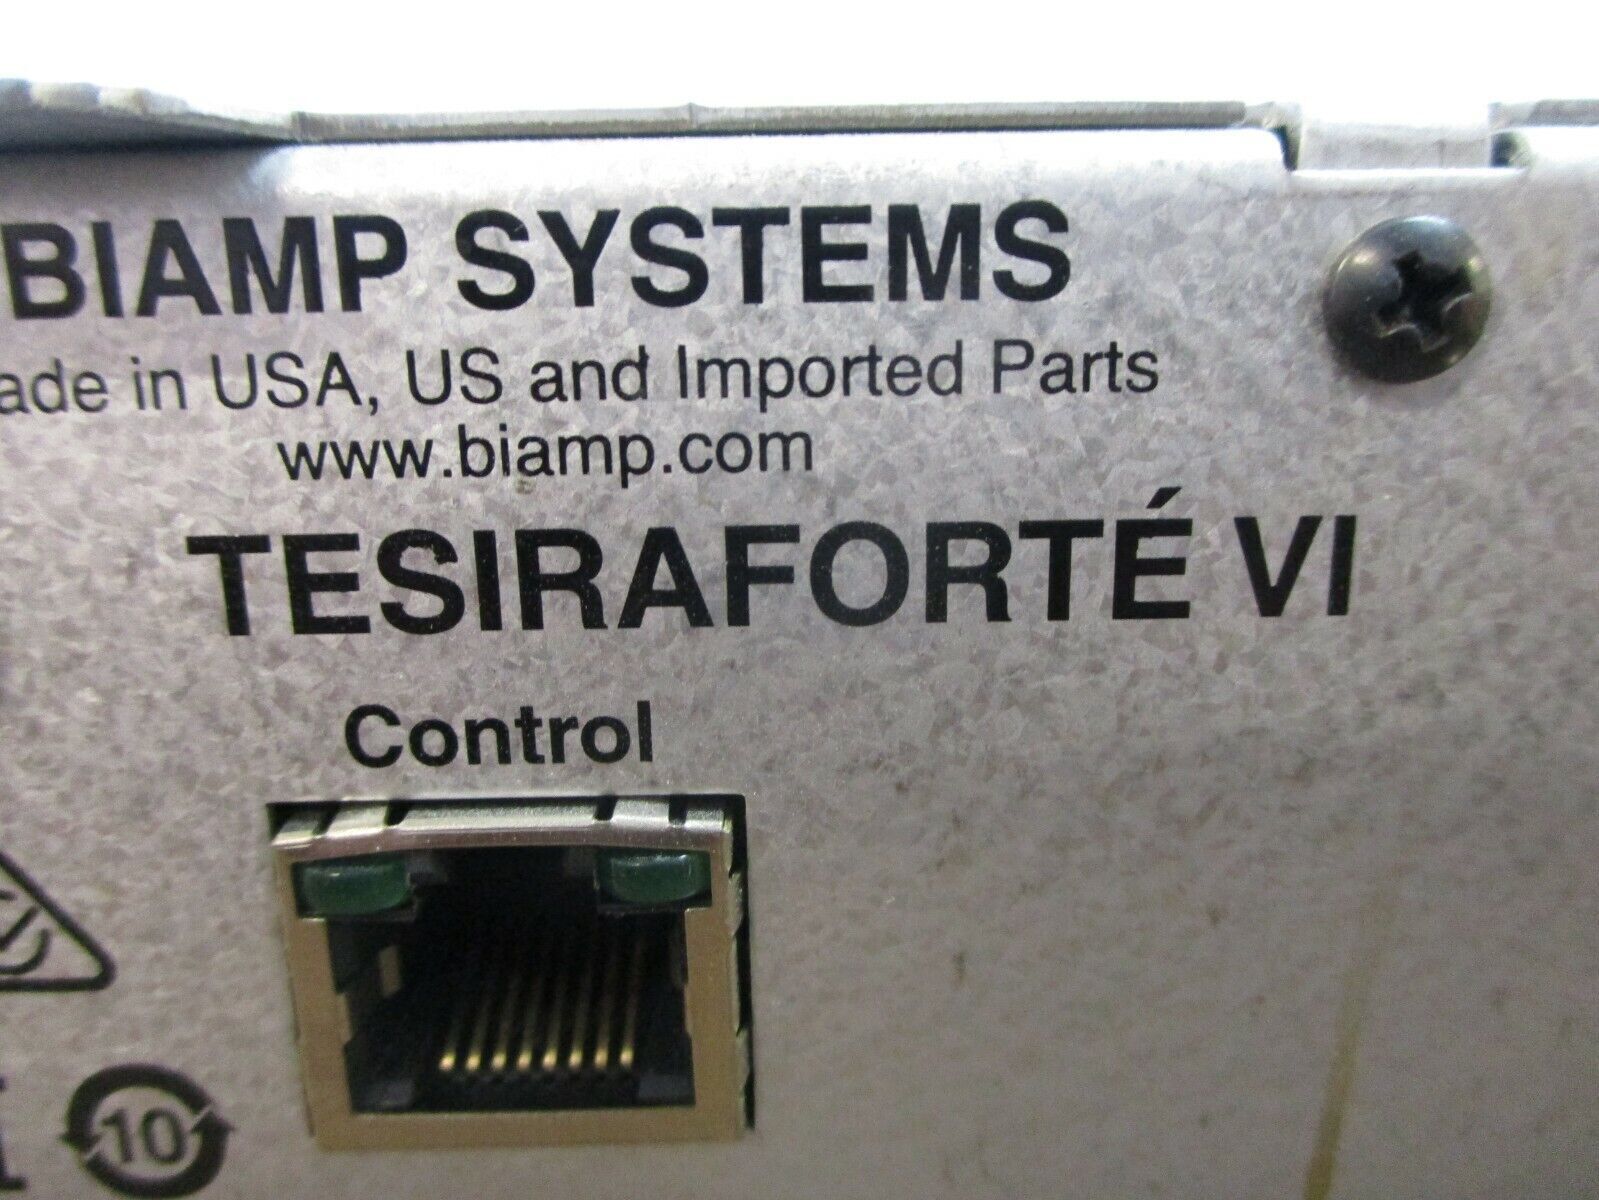 BIAMP SYSTEMS
ade in USA, US and Imported Parts
www.biamp.com
TESIRAFORTÉ VI
Control
10